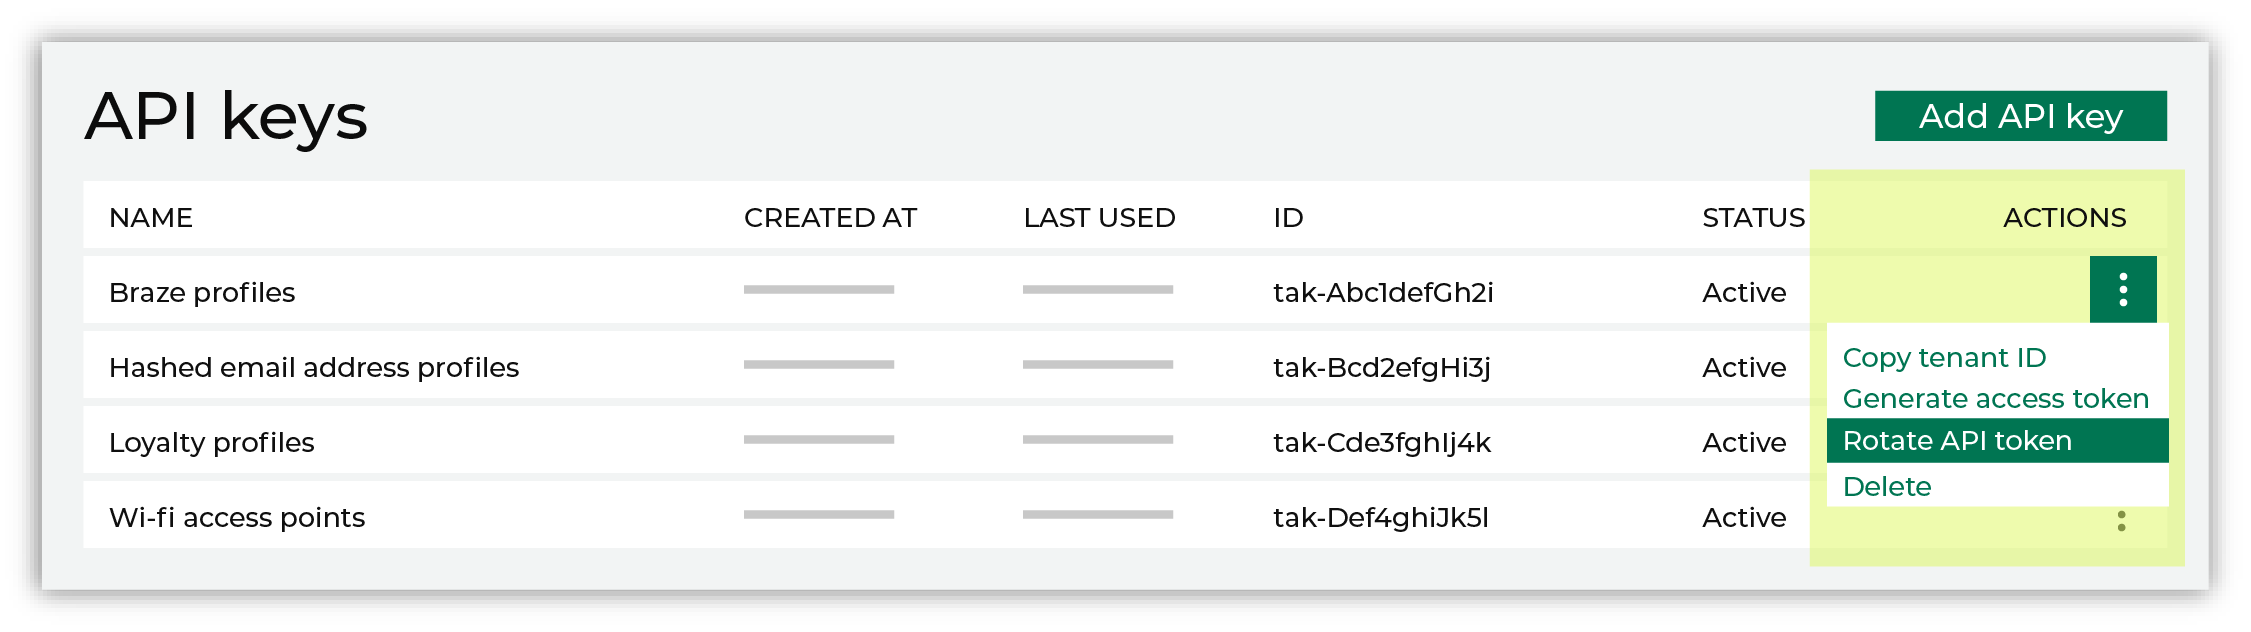 API keys
Add API key
NAME CREATED AT LAST USED ID STATUS ACTIONS
Braze profiles tak-Abc1defGh2i Active
Copy tenant ID
Hashed email address profiles tak-Bcd2efgHi3j Active
Generate access token
Loyalty profiles tak-Cde3fghIj4k Active
Rotate API token
Delete
Wi-fi access points tak-Def4ghiJk5l Active